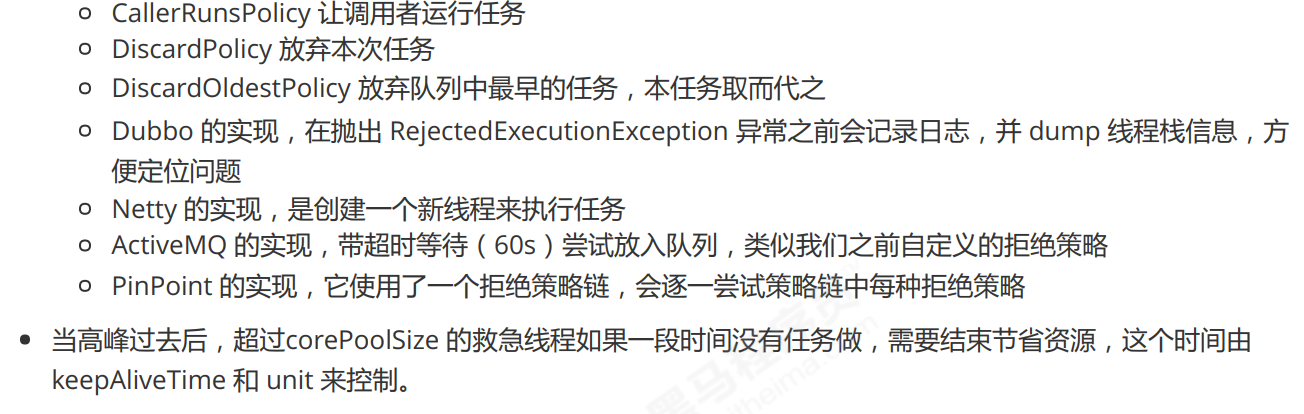 CallerRunsPolicy 让调用者运行任务
DiscardPolicy 放弃本次任务
DiscardOldestPolicy 放弃队列中最早的任务，本任务取而代之
Dubbo 的实现，在抛出 RejectedExecutionException 异常之前会记录日志，并 dump 线程栈信息，方
便定位问题
Netty 的实现，是创建一个新线程来执行任务
ActiveMQ 的实现，带超时等待（60s）尝试放入队列，类似我们之前自定义的拒绝策略
PinPoint 的实现，它使用了一个拒绝策略链，会逐一尝试策略链中每种拒绝策略
当高峰过去后，超过corePoolSize 的救急线程如果一段时间没有任务做，需要结束节省资源，这个时间由
keepAliveTime 和 unit 来控制。
黑马程序员